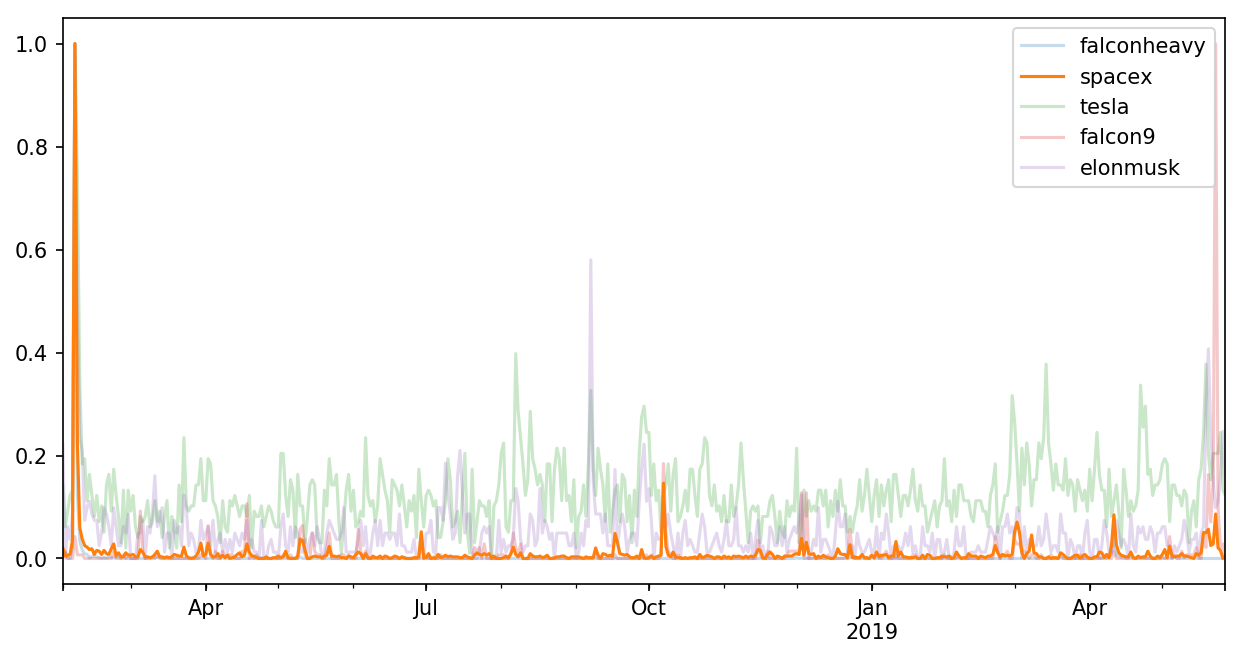 1.0
0.8
0.6
0.4
0.2
0.0
falconheavy
spacex
tesla
falcon9
elonmusk
Apr
Jul
Oct
Jan
2019
Apr